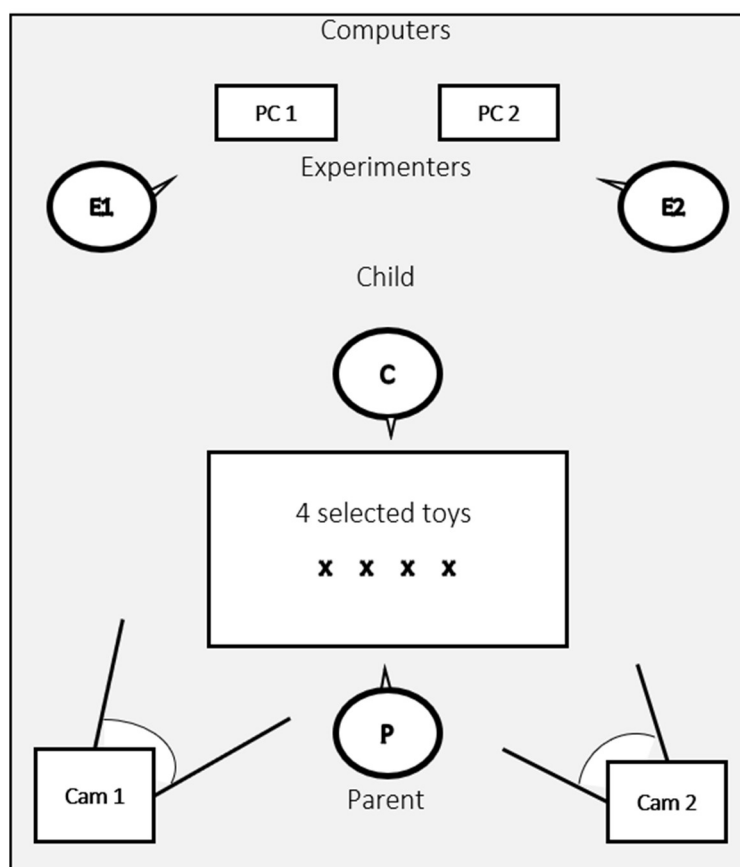 Computers
PC 1 PC 2
Experimenters
E1 E2
Child
C
4 selected toys
x x x x
P
Cam 1 Cam 2
Parent